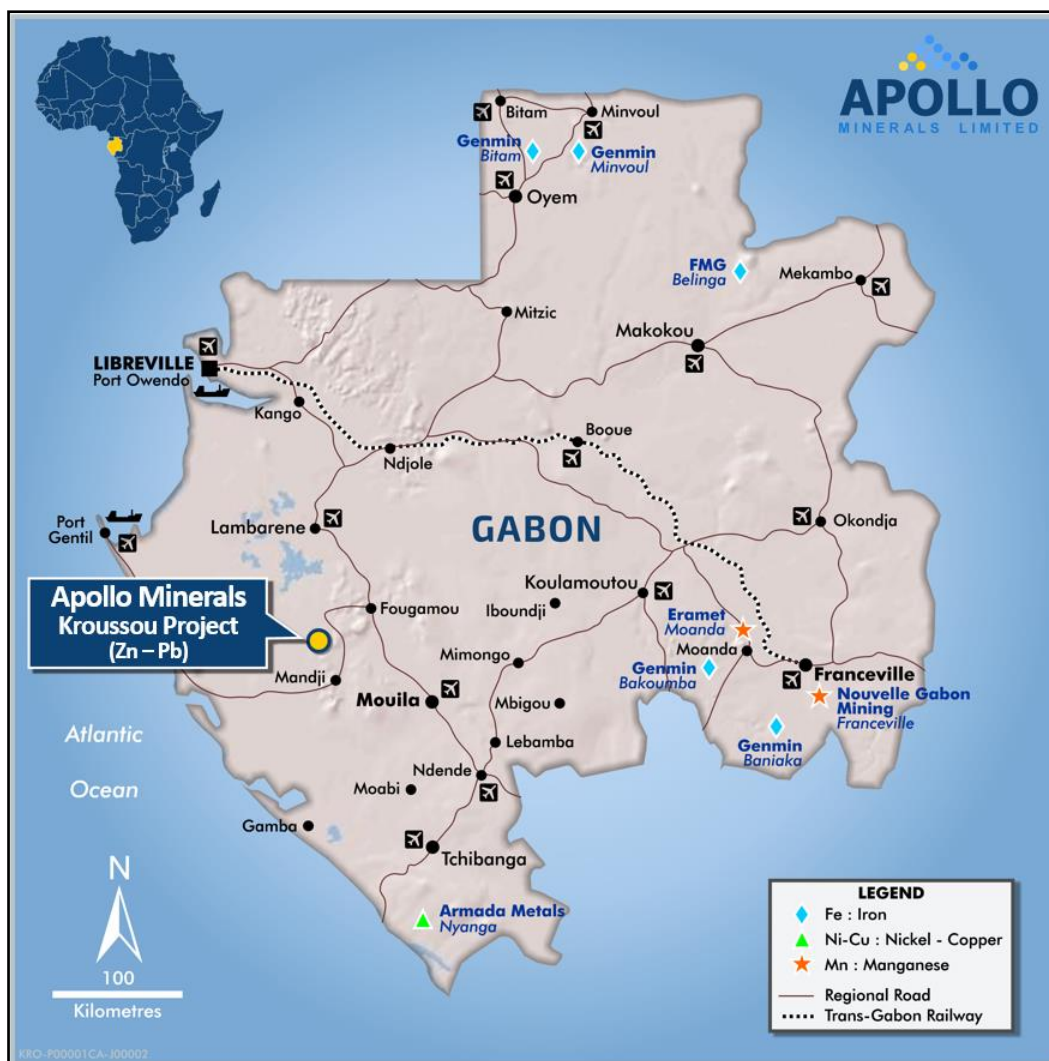 APOLLO
MINERALS LIMITED
Bitam
Minvoul
Genmin
Bitam
Genmin
Minvoul
Oyem
FMG
Belinga
Mekambo
Mitzic
Makokou
LIBREVILLE
Port Owendo
Kango
Booue
Ndjole
Port
Gentil
Lambarene
GABON
Okondja
Koulamoutou
Iboundji
Apollo Minerals
Kroussou Project
(Zn – Pb)
Fougamou
Eramet
Moanda
Moanda
Mimongo
Genmin
Bakoumba
Franceville
Mandji
Mouila
Mbigou
Nouvelle Gabon
Mining
Franceville
Atlantic
Ocean
Lebamba
Genmin
Baniaka
Ndende
Moabi
Gamba
Tchibanga
N
100
Kilometres
Armada Metals
Nyanga
LEGEND
Fe : Iron
Ni-Cu : Nickel - Copper
Mn : Manganese
Regional Road
Trans-Gabon Railway
KRO-P00001CA-J00002